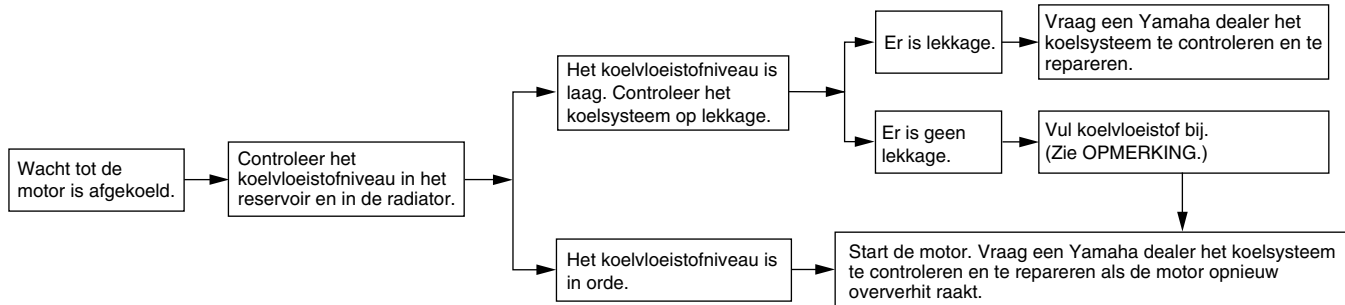 Wacht tot de
motor is afgekoeld.
Controleer het
koelvloeistofniveau in het
reservoir en in de radiator.
Het koelvloeistofniveau is
laag. Controleer het
koelsysteem op lekkage.
Er is lekkage.
Vraag een Yamaha dealer het
koelsysteem te controleren en te
repareren.
Er is geen
lekkage.
Vul koelvloeistof bij.
(Zie OPMERKING.)
Het koelvloeistofniveau is
in orde.
Start de motor. Vraag een Yamaha dealer het koelsysteem
te controleren en te repareren als de motor opnieuw
oververhit raakt.